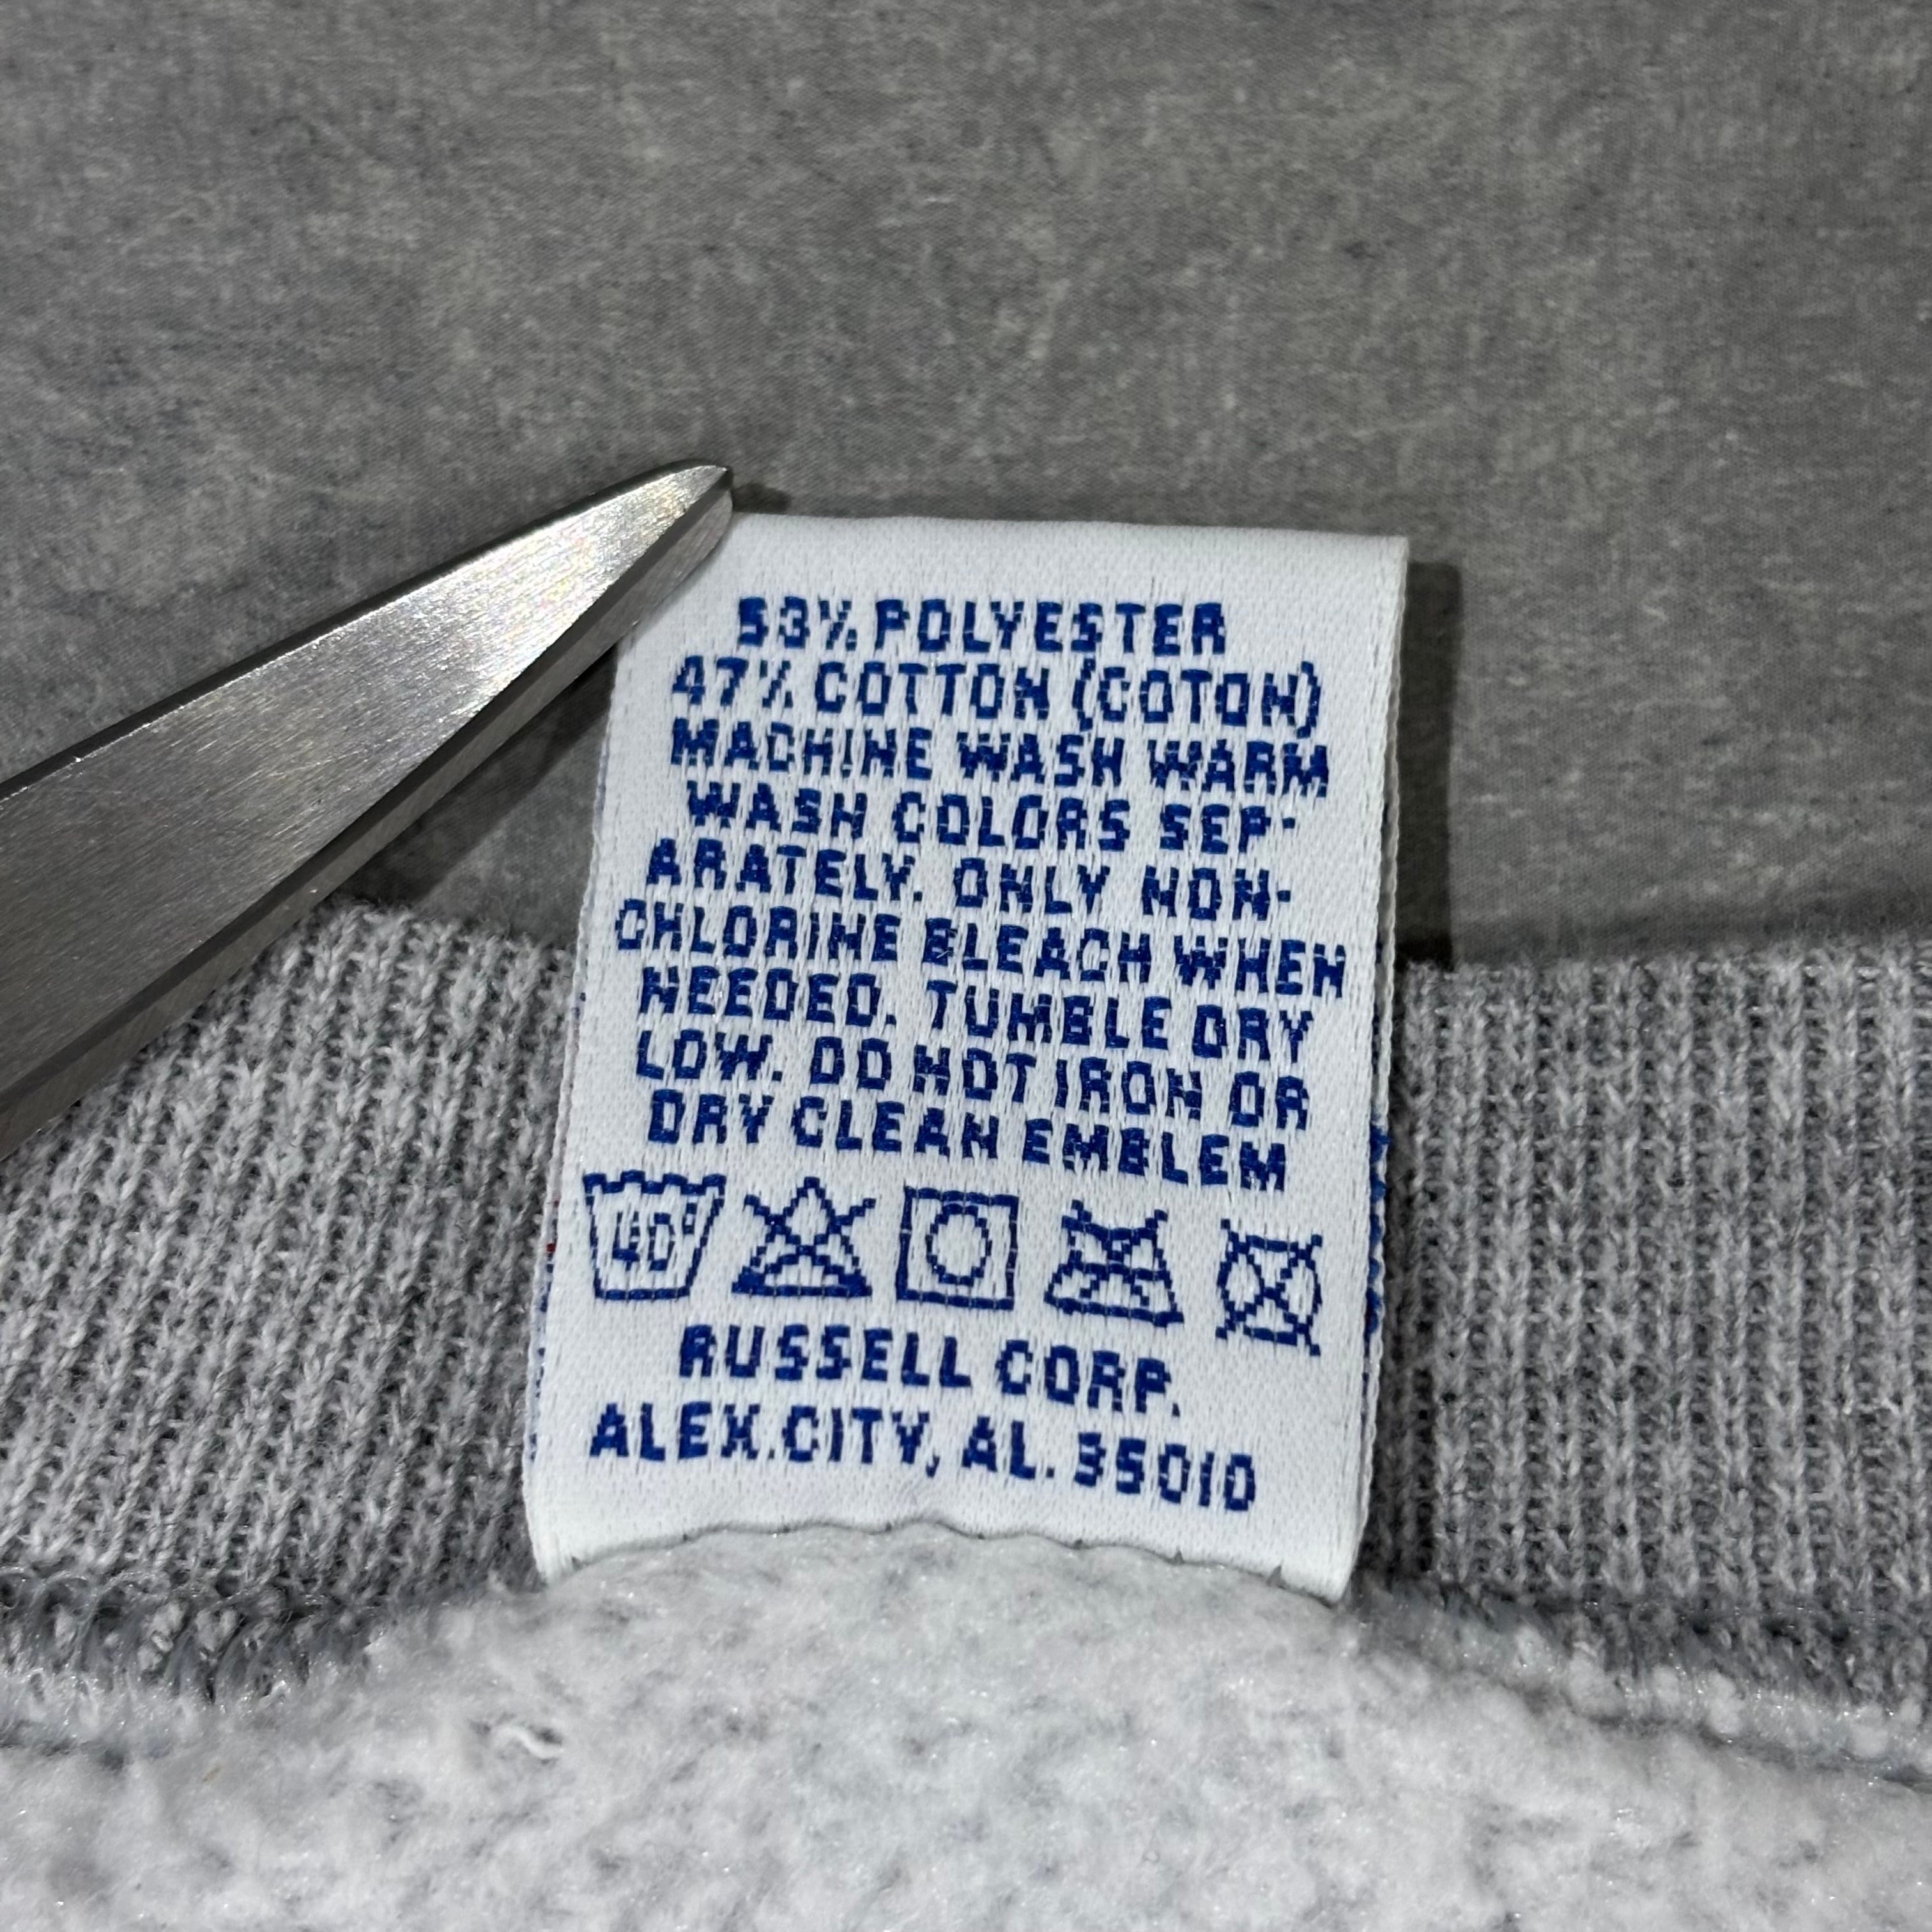 53% POLYESTER
47% COTTON (COTON)
MACHINE WASH WARM
WASH COLORS SEP-
ARATELY. ONLY NON-
CHLORINE BLEACH WHEN
NEEDED. TUMBLE DRY
LOW. DO NOT IRON OR
DRY CLEAN EMBLEM
40°
RUSSELL CORP.
ALEX.CITY, AL. 35010